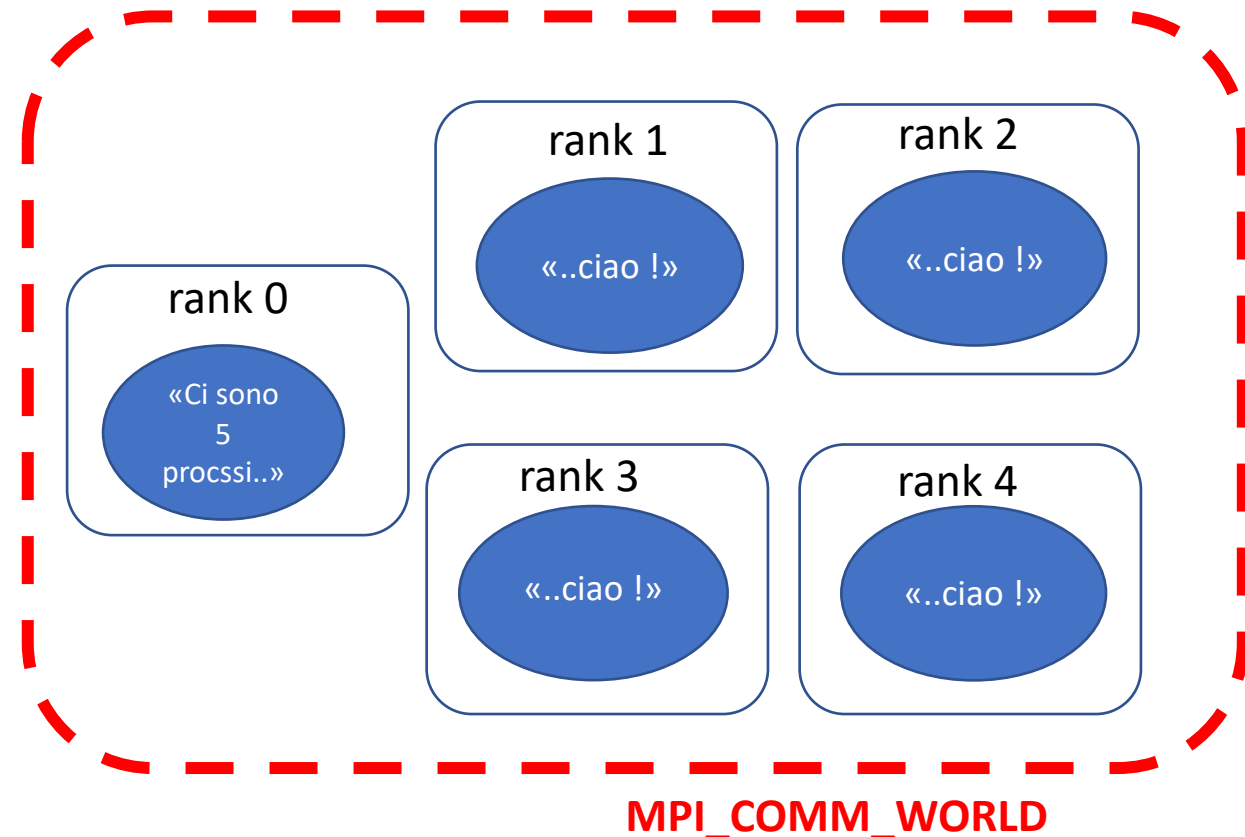 rank 1
«..ciao !»
rank 2
«..ciao !»
rank 0
«Ci sono
5
procssi..»
rank 3
«..ciao !»
rank 4
«..ciao !»
MPI_COMM_WORLD